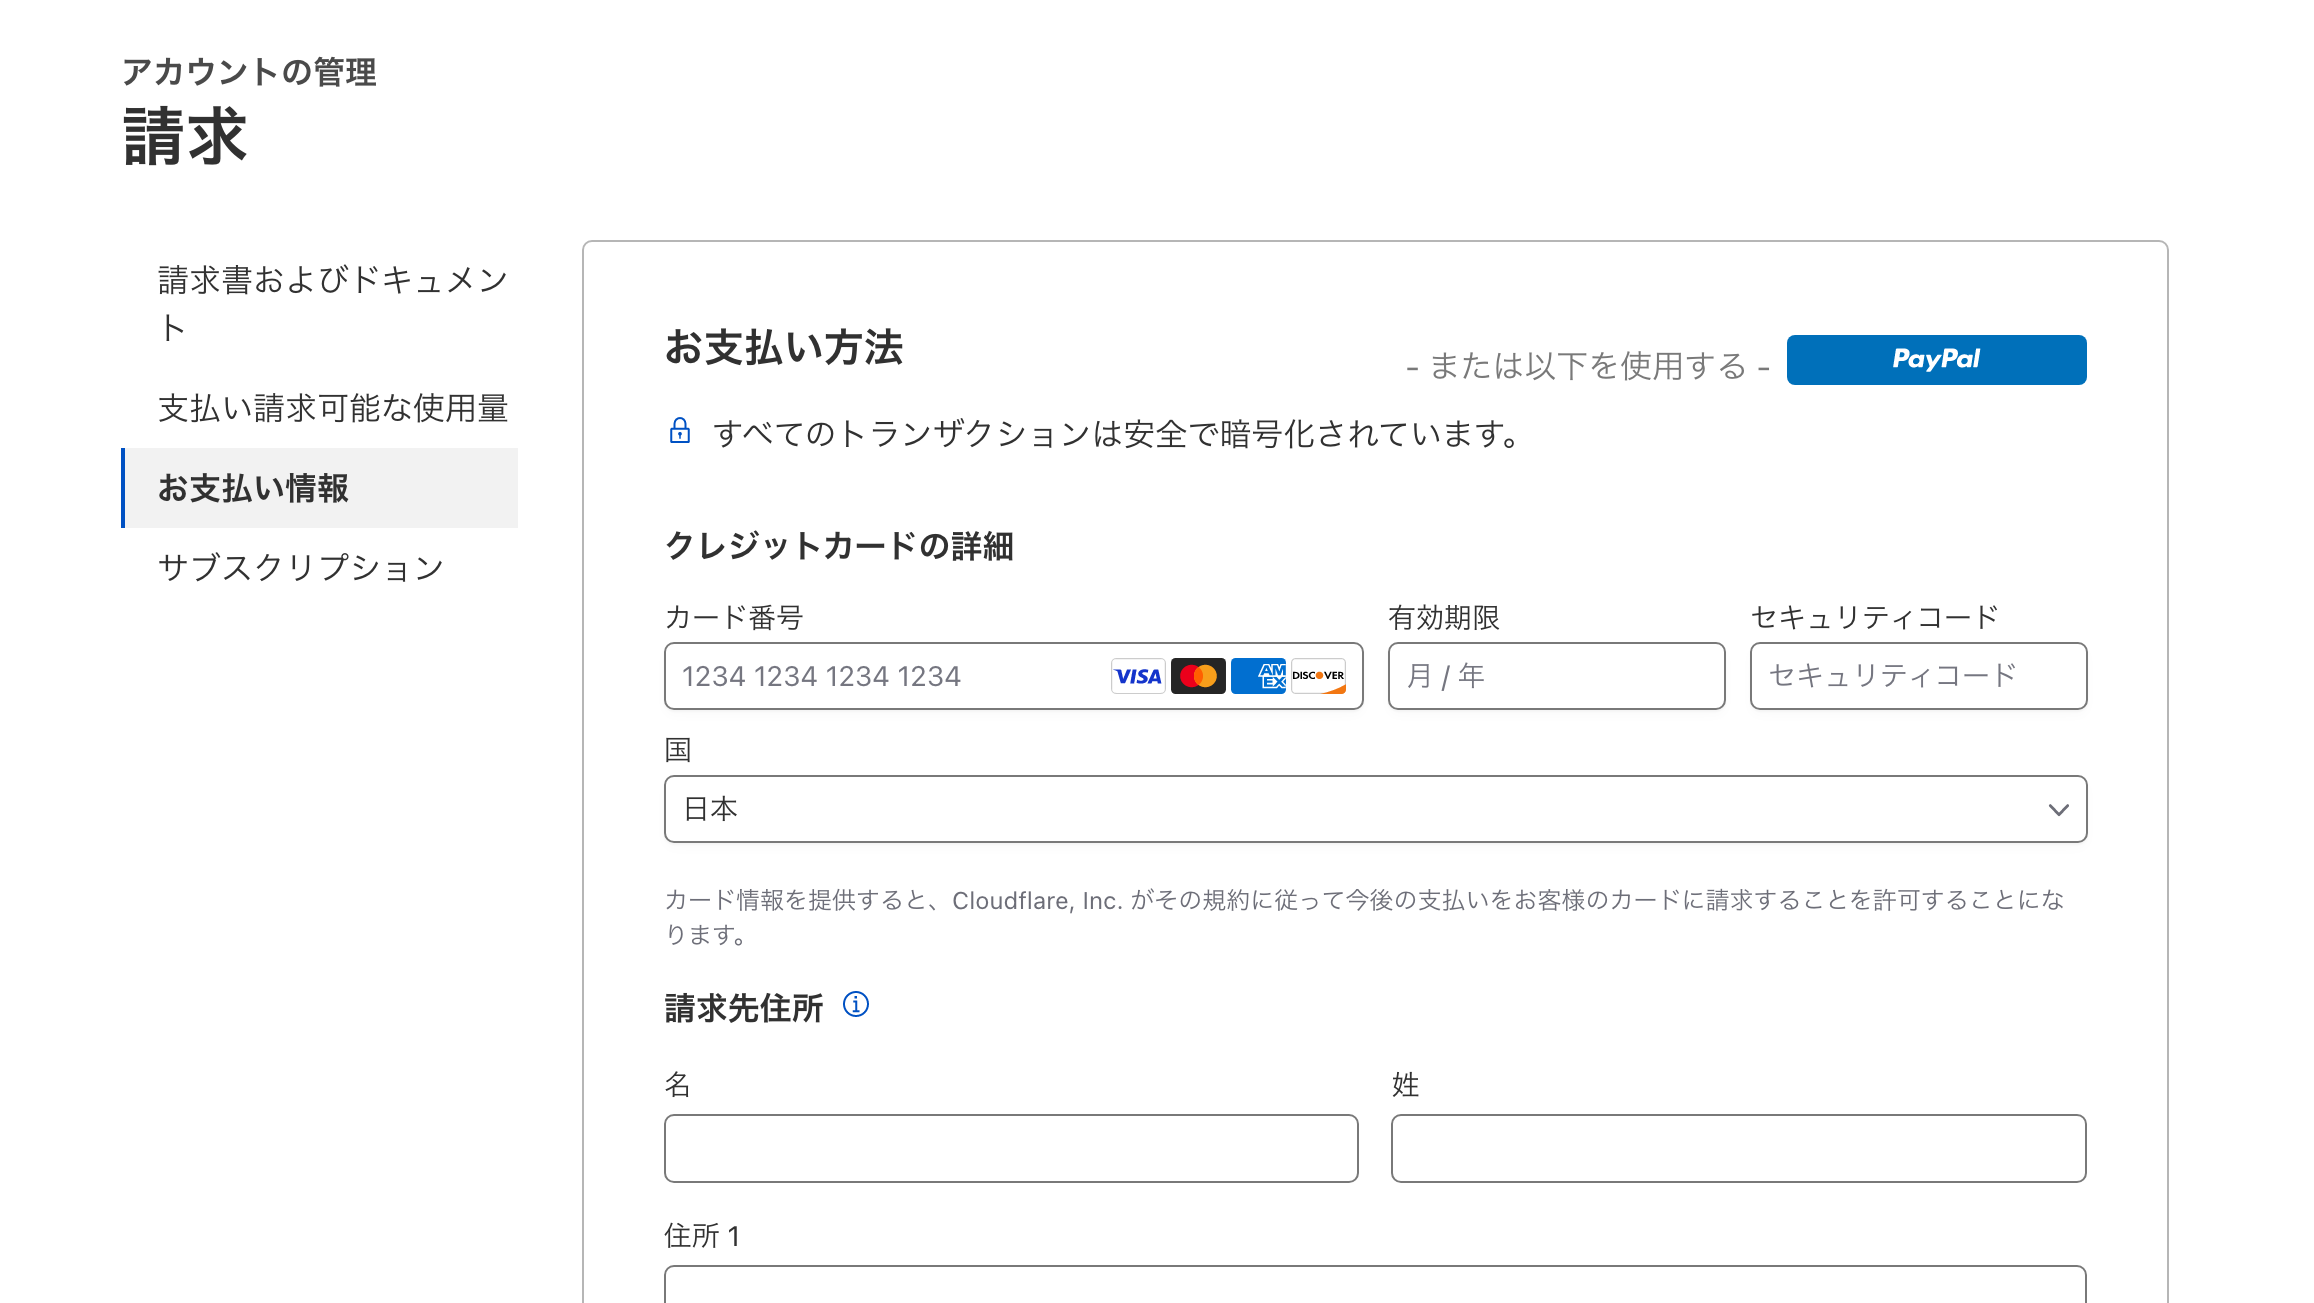 アカウントの管理
請求
請求書およびドキュメン
ト
支払い請求可能な使用量
お支払い情報
サブスクリプション
お支払い方法
- または以下を使用する -
PayPal
すべてのトランザクションは安全で暗号化されています。
クレジットカードの詳細
カード番号
有効期限
セキュリティコード
1234 1234 1234 1234
VISA
AM
EX
DISCOVER
月 / 年
セキュリティコード
国
日本
カード情報を提供すると、Cloudflare, Inc. がその規約に従って今後の支払いをお客様のカードに請求することを許可することにな
ります。
請求先住所
名
姓
住所 1